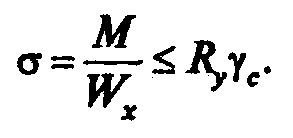 σ = M / W_x ≤ R_y γ_c.